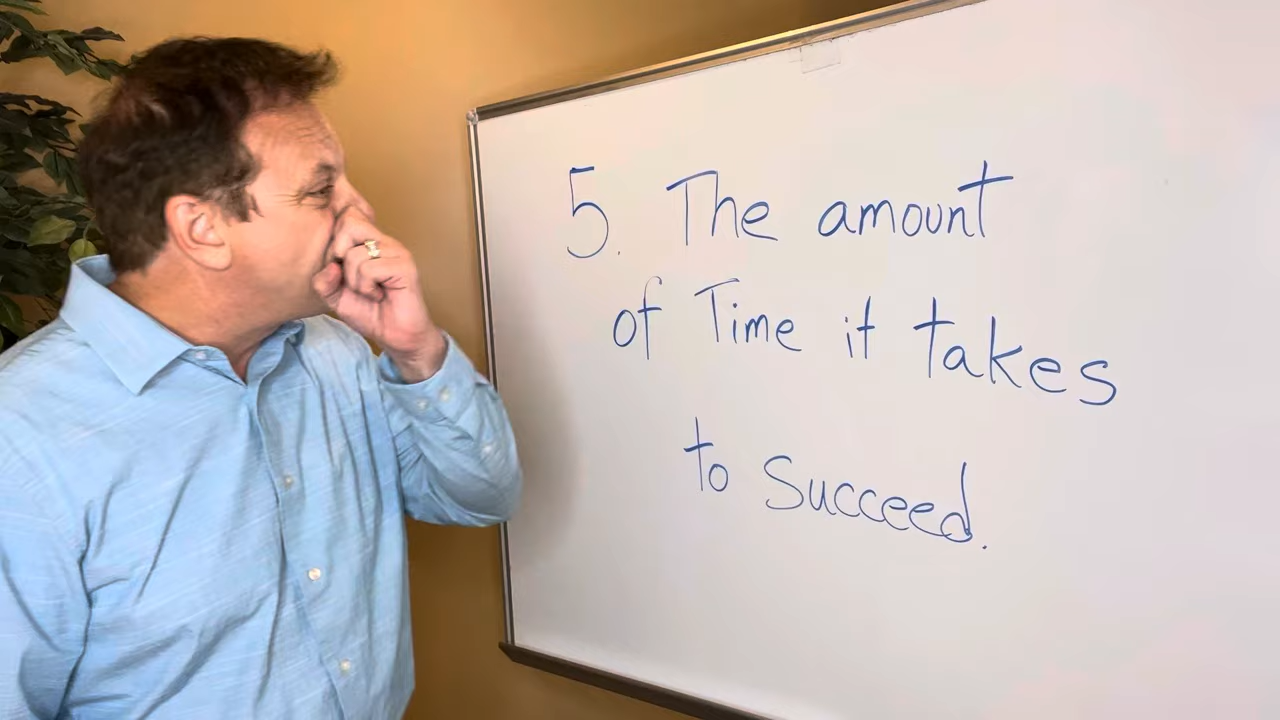 5. The amount
of Time it takes
to Succeed.